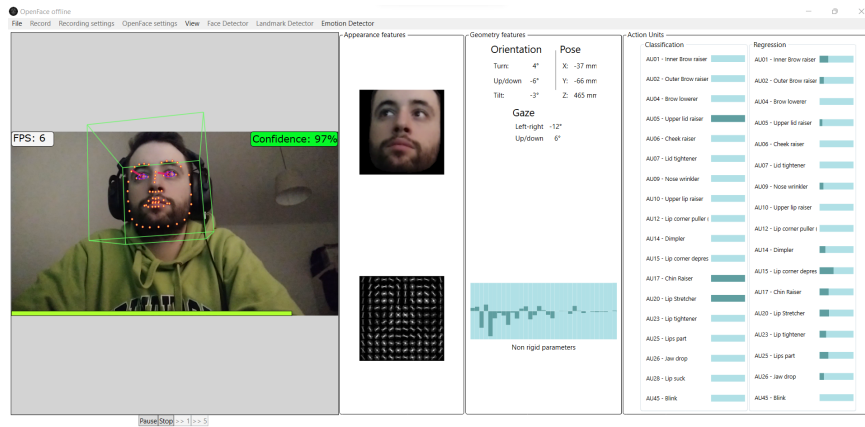 OpenFace offline
File Record Recording settings OpenFace settings View Face Detector Landmark Detector Emotion Detector
FPS: 6
Confidence: 97%
Pause Stop >> 1 >> 5
Appearance features
Geometry features
Orientation
Turn: 4°
Up/down -6°
Tilt: -3°
Pose
X: -37 mm
Y: -66 mm
Z: 465 mm
Gaze
Left-right -12°
Up/down 6°
Non rigid parameters
Action Units
Classification
AU01 - Inner Brow raiser
AU02 - Outer Brow raiser
AU04 - Brow lowerer
AU05 - Upper lid raiser
AU06 - Cheek raiser
AU07 - Lid tightener
AU09 - Nose wrinkler
AU10 - Upper lip raiser
AU12 - Lip corner puller (
AU14 - Dimpler
AU15 - Lip corner depres
AU17 - Chin Raiser
AU20 - Lip Stretcher
AU23 - Lip tightener
AU25 - Lips part
AU26 - Jaw drop
AU28 - Lip suck
AU45 - Blink
Regression
AU01 - Inner Brow raiser
AU02 - Outer Brow raiser
AU04 - Brow lowerer
AU05 - Upper lid raiser
AU06 - Cheek raiser
AU07 - Lid tightener
AU09 - Nose wrinkler
AU10 - Upper lip raiser
AU12 - Lip corner puller (
AU14 - Dimpler
AU15 - Lip corner depres
AU17 - Chin Raiser
AU20 - Lip Stretcher
AU23 - Lip tightener
AU25 - Lips part
AU26 - Jaw drop
AU45 - Blink